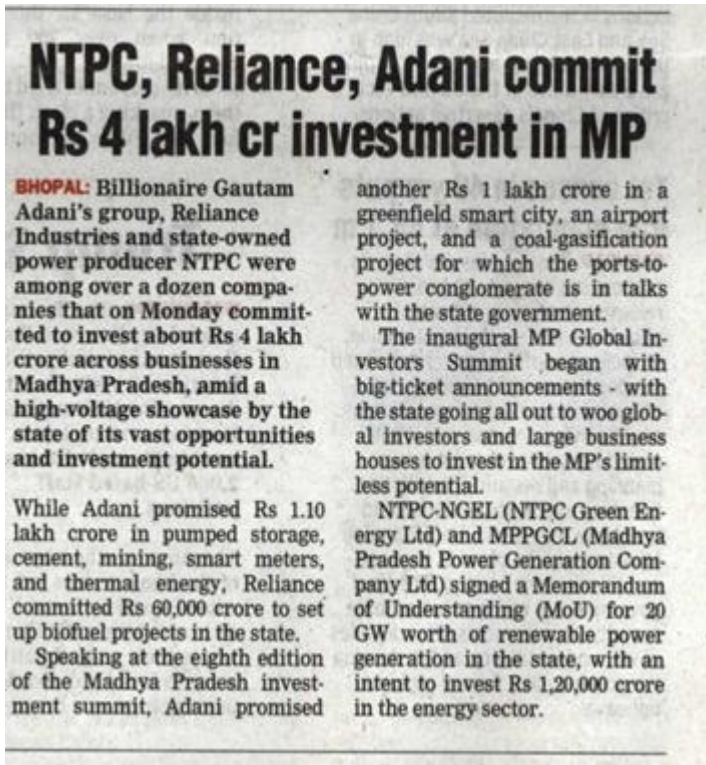 NTPC, Reliance, Adani commit
Rs 4 lakh cr investment in MP
BHOPAL: Billionaire Gautam
Adani's group, Reliance
Industries and state-owned
power producer NTPC were
among over a dozen compa-
nies that on Monday commit-
ted to invest about Rs 4 lakh
crore across businesses in
Madhya Pradesh, amid a
high-voltage showcase by the
state of its vast opportunities
and investment potential.
While Adani promised Rs 1.10
lakh crore in pumped storage,
cement, mining, smart meters,
and thermal energy, Reliance
committed Rs 60,000 crore to set
up biofuel projects in the state.
Speaking at the eighth edition
of the Madhya Pradesh invest-
ment summit, Adani promised
another Rs 1 lakh crore in a
greenfield smart city, an airport
project, and a coal-gasification
project for which the ports-to-
power conglomerate is in talks
with the state government.
The inaugural MP Global In-
vestors Summit began with
big-ticket announcements - with
the state going all out to woo glob-
al investors and large business
houses to invest in the MP's limit-
less potential.
NTPC-NGEL (NTPC Green En-
ergy Ltd) and MPPGCL (Madhya
Pradesh Power Generation Com-
pany Ltd) signed a Memorandum
of Understanding (MoU) for 20
GW worth of renewable power
generation in the state, with an
intent to invest Rs 1,20,000 crore
in the energy sector.